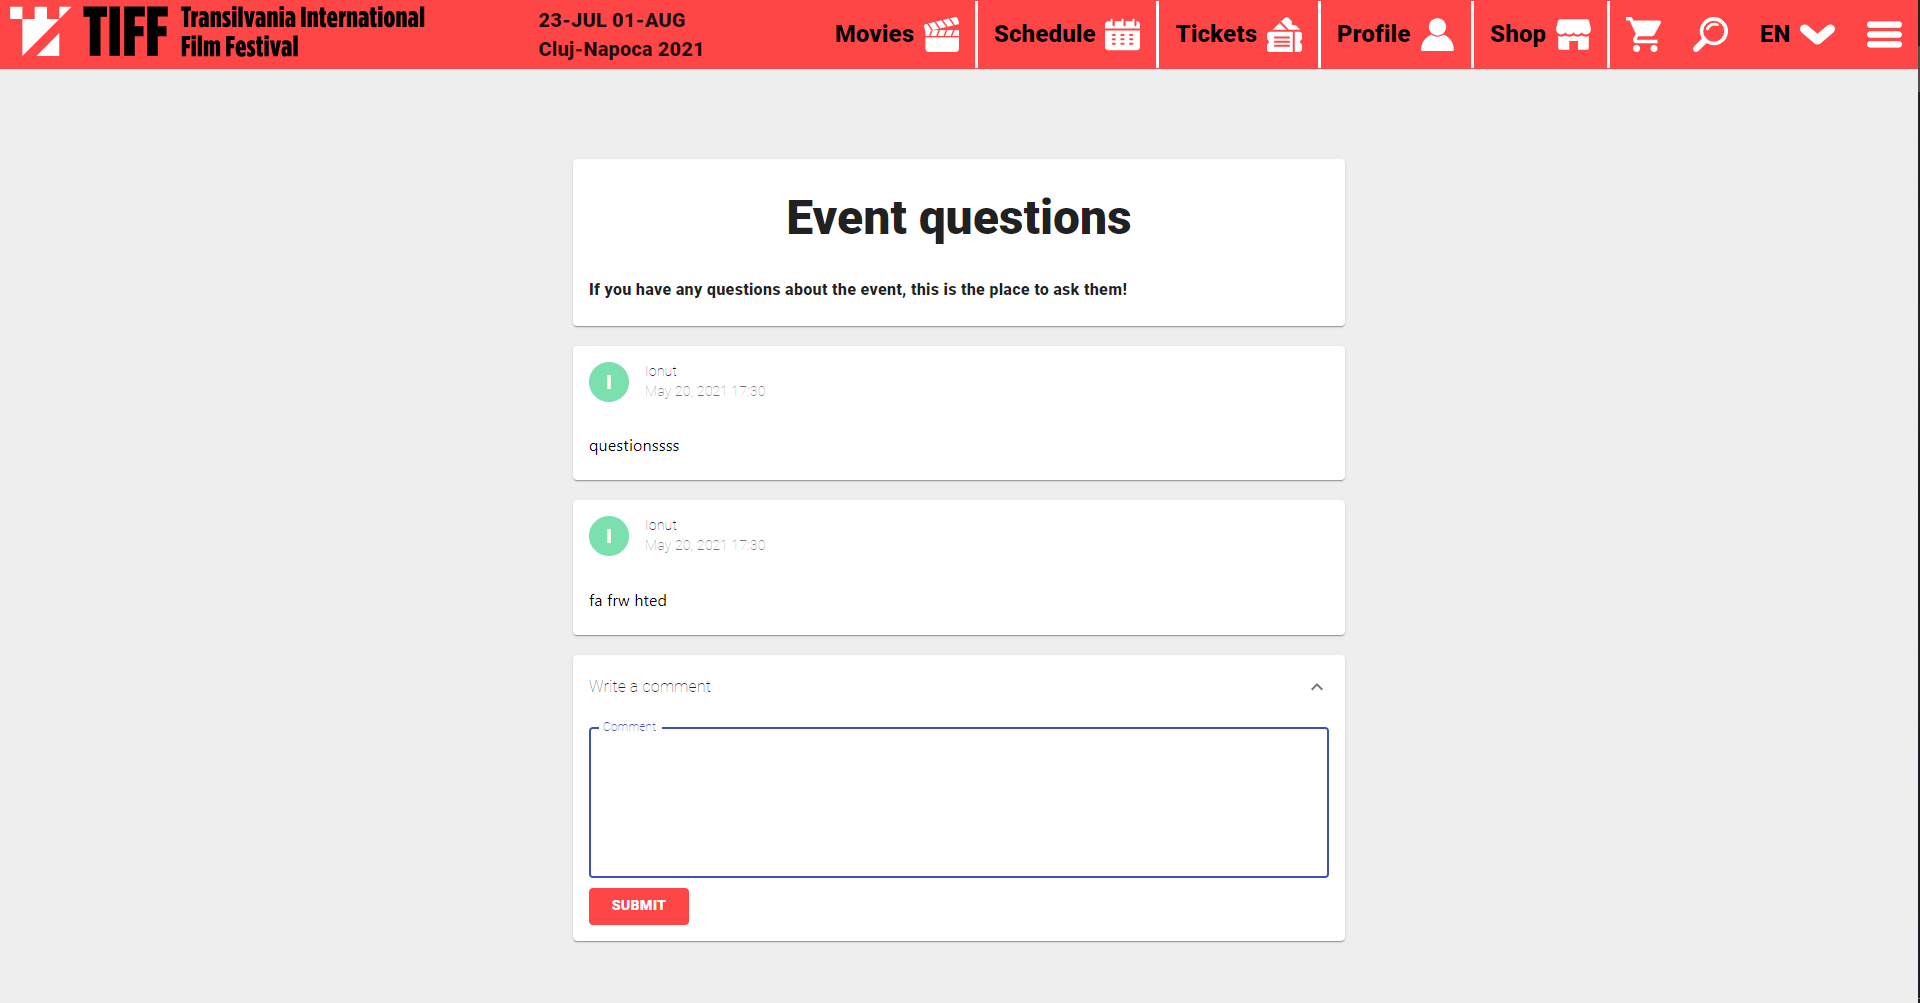 TIFF Transilvania International
Film Festival
23-JUL 01-AUG
Cluj-Napoca 2021
Movies
Schedule
Tickets
Profile
Shop
EN
Event questions
If you have any questions about the event, this is the place to ask them!
I
Ionut
May 20, 2021 17:30
questionssss
I
Ionut
May 20, 2021 17:30
fa frw hted
Write a comment
Comment
SUBMIT